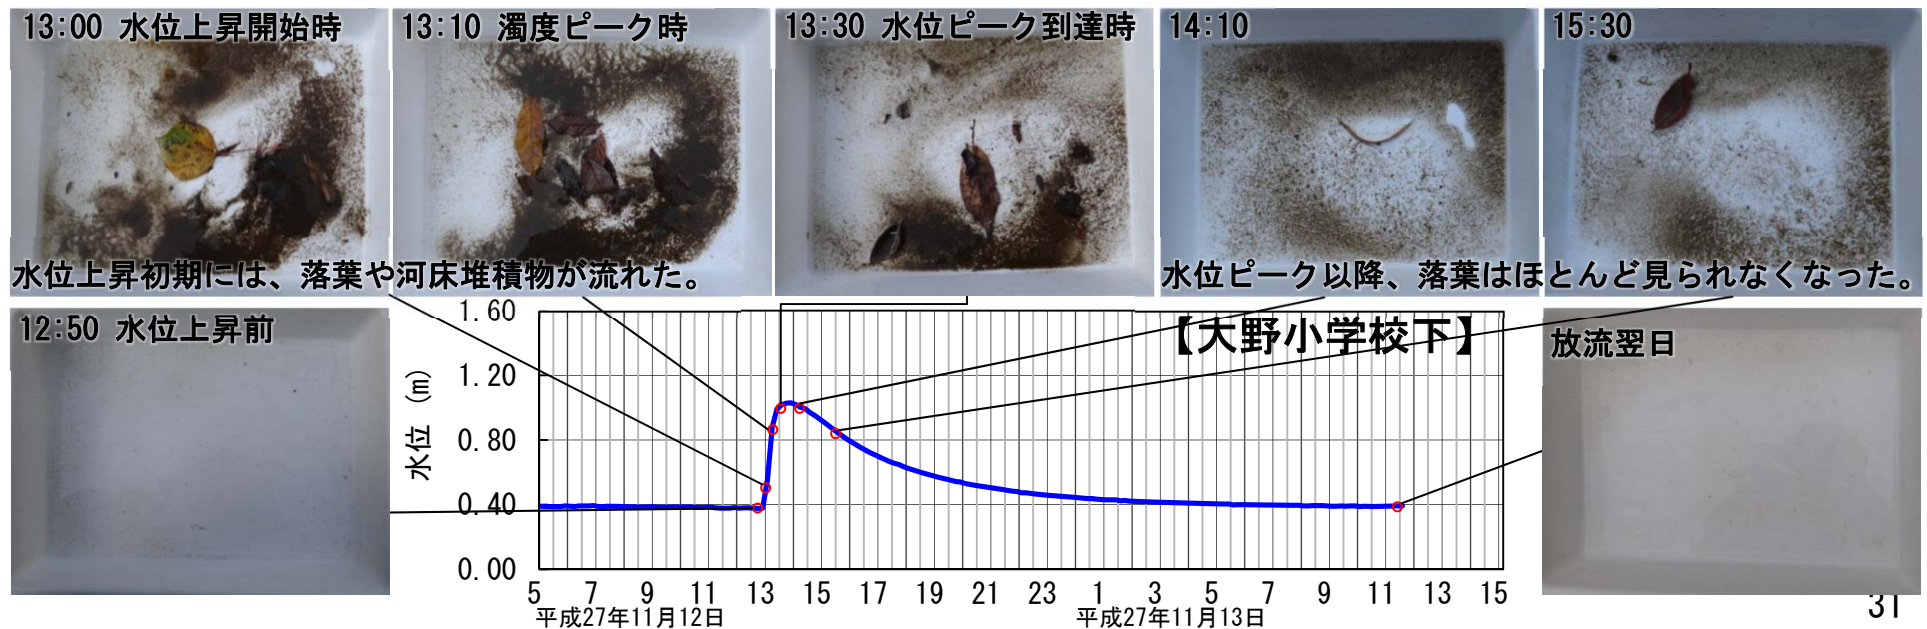 13:00 水位上昇開始時
13:10 濁度ピーク時
13:30 水位ピーク到達時
14:10
15:30
水位上昇初期には、落葉や河床堆積物が流れた。
水位ピーク以降、落葉はほとんど見られなくなった。
12:50 水位上昇前
【大野小学校下】
放流翌日
水位 (m)
1.60
1.20
0.80
0.40
0.00
5 7 9 11 13 15 17 19 21 23 1 3 5 7 9 11 13 15
平成27年11月12日
平成27年11月13日
31